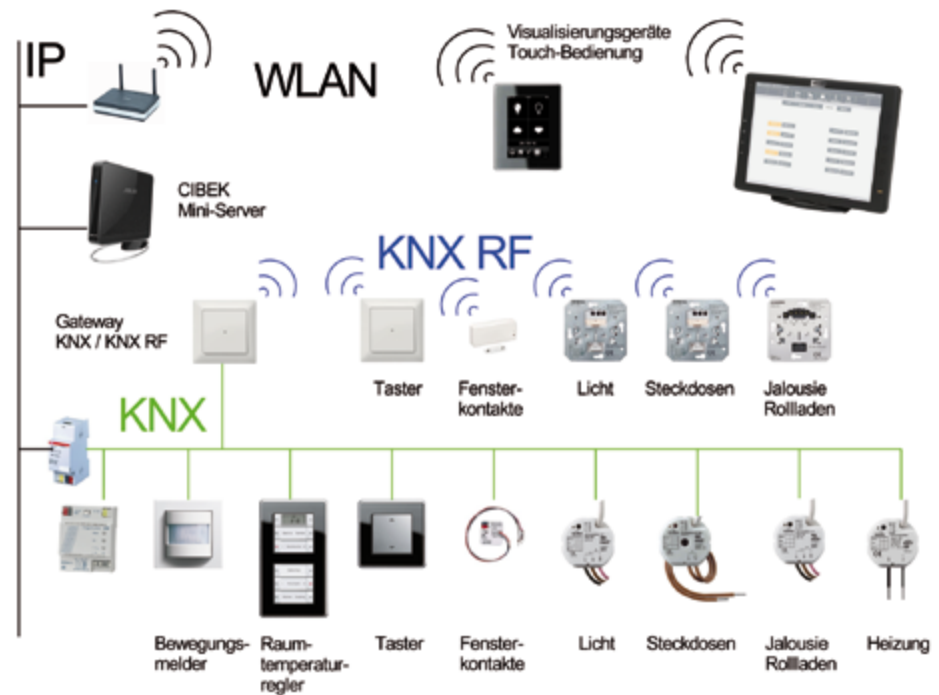 IP
WLAN
Visualisierungsgeräte
Touch-Bedienung
CIBEK
Mini-Server
KNX RF
Gateway
KNX / KNX RF
Taster
Fenster-
kontakte
Licht
Steckdosen
Jalousie
Rollladen
KNX
Bewegungs-
melder
Raum-
temperatur-
regler
Taster
Fenster-
kontakte
Licht
Steckdosen
Jalousie
Rollladen
Heizung